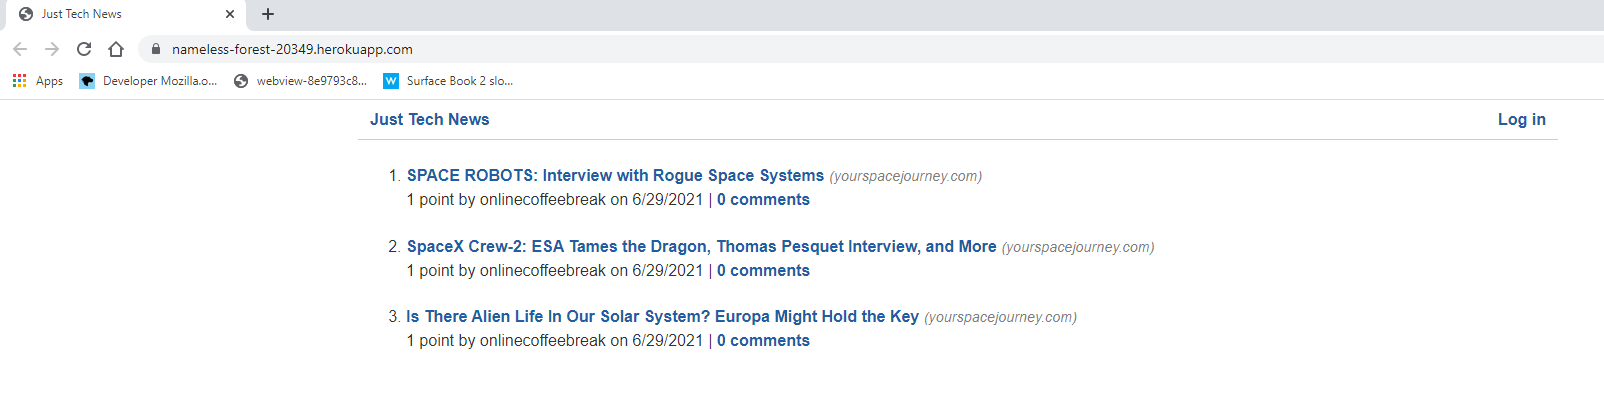 Just Tech News
nameless-forest-20349.herokuapp.com
Apps Developer Mozilla.o... webview-8e9793c8... W Surface Book 2 slo...
Just Tech News Log in
1. SPACE ROBOTS: Interview with Rogue Space Systems (yourspacejourney.com)
1 point by onlinecoffeebreak on 6/29/2021 | 0 comments
2. SpaceX Crew-2: ESA Tames the Dragon, Thomas Pesquet Interview, and More (yourspacejourney.com)
1 point by onlinecoffeebreak on 6/29/2021 | 0 comments
3. Is There Alien Life In Our Solar System? Europa Might Hold the Key (yourspacejourney.com)
1 point by onlinecoffeebreak on 6/29/2021 | 0 comments